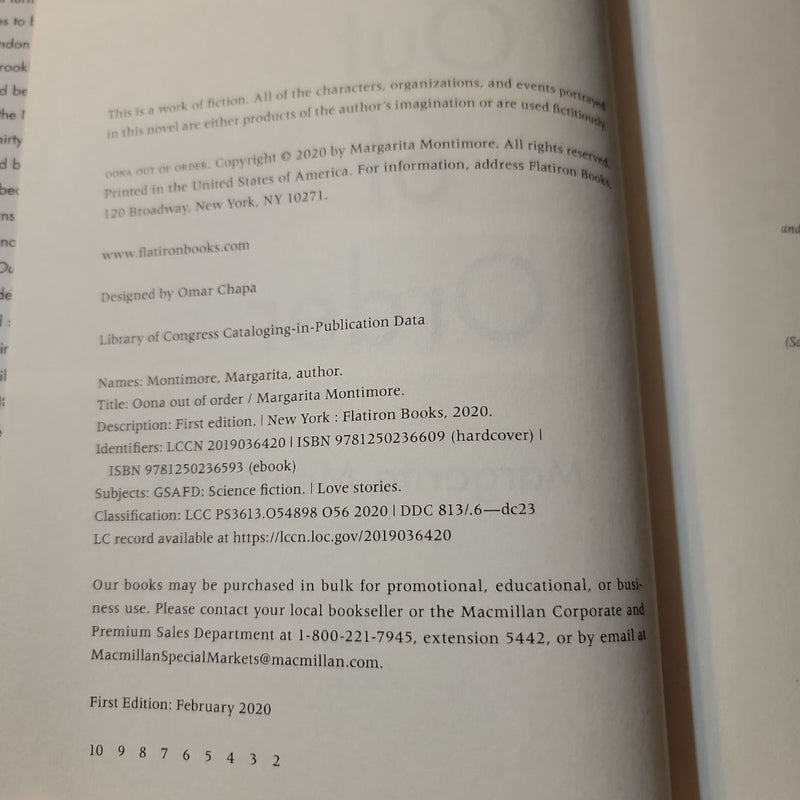 This is a work of fiction. All of the characters, organizations, and events portrayed
in this novel are either products of the author's imagination or are used fictitiously.
OONA OUT OF ORDER. Copyright © 2020 by Margarita Montimore. All rights reserved.
Printed in the United States of America. For information, address Flatiron Books,
120 Broadway, New York, NY 10271.
www.flatironbooks.com
Designed by Omar Chapa
Library of Congress Cataloging-in-Publication Data
Names: Montimore, Margarita, author.
Title: Oona out of order / Margarita Montimore.
Description: First edition. | New York : Flatiron Books, 2020.
Identifiers: LCCN 2019036420 | ISBN 9781250236609 (hardcover) |
ISBN 9781250236593 (ebook)
Subjects: GSAFD: Science fiction. | Love stories.
Classification: LCC PS3613.O54898 O56 2020 | DDC 813/.6—dc23
LC record available at https://lccn.loc.gov/2019036420
Our books may be purchased in bulk for promotional, educational, or busi-
ness use. Please contact your local bookseller or the Macmillan Corporate and
Premium Sales Department at 1-800-221-7945, extension 5442, or by email at
MacmillanSpecialMarkets@macmillan.com.
First Edition: February 2020
10 9 8 7 6 5 4 3 2
and